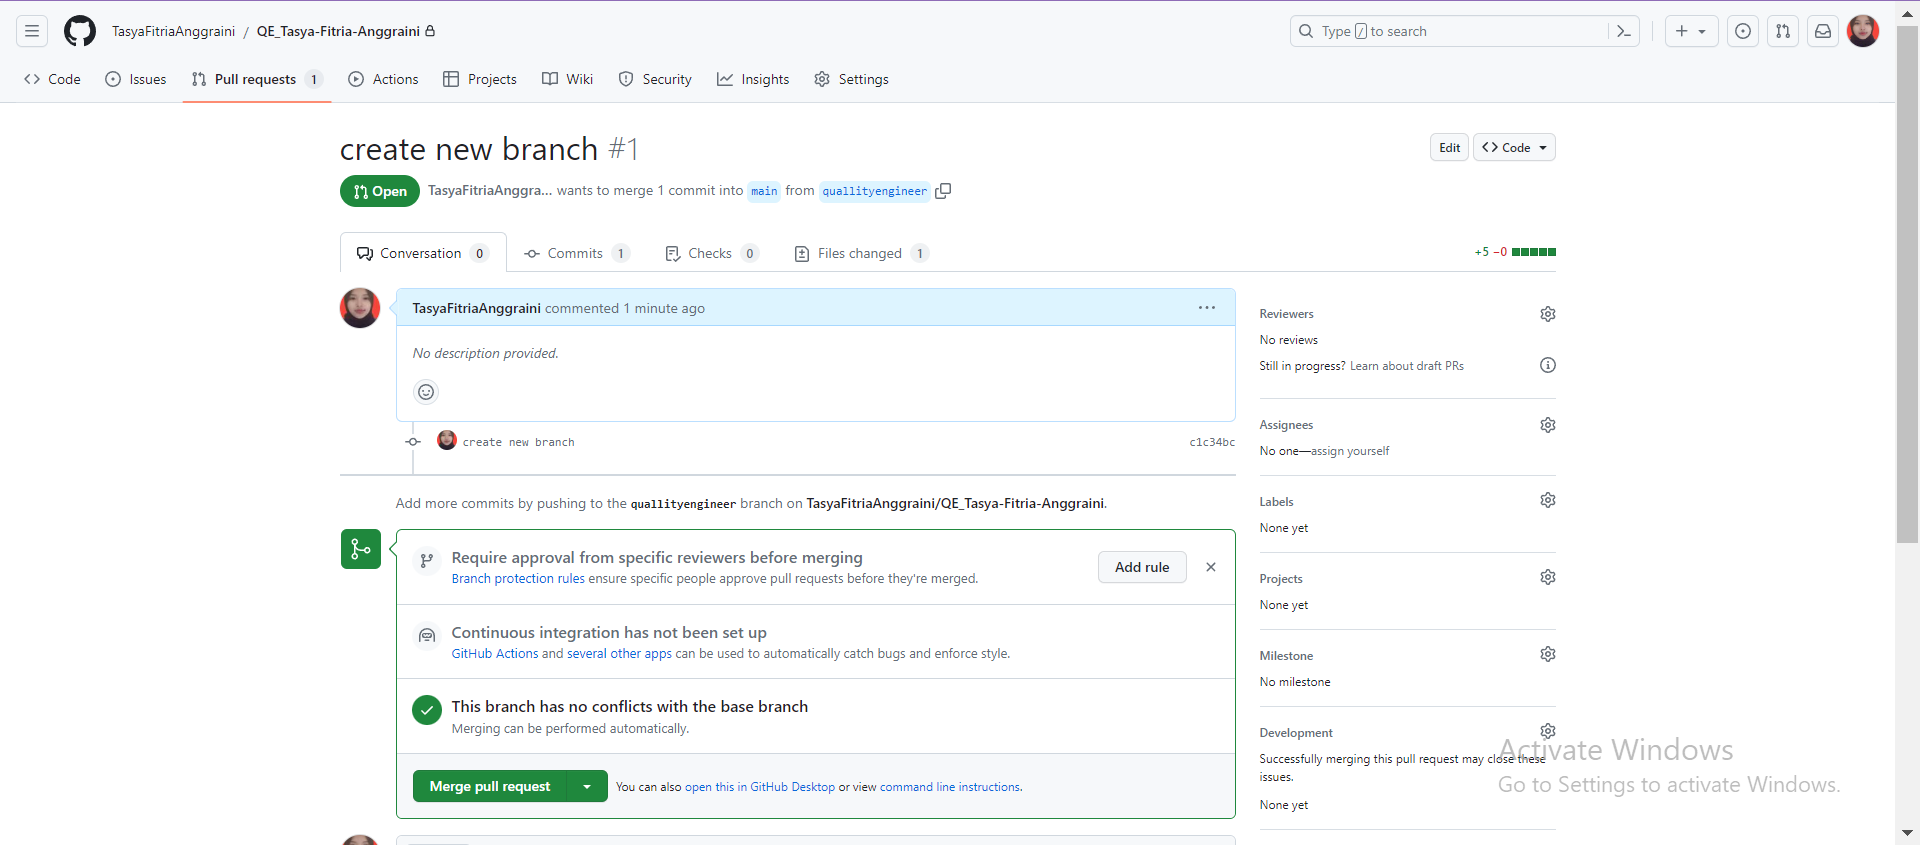 TasyaFitriaAnggraini / QE_Tasya-Fitria-Anggraini
Type / to search
Code
Issues
Pull requests 1
Actions
Projects
Wiki
Security
Insights
Settings
create new branch #1
Edit
Code
Open
TasyaFitriaAnggra... wants to merge 1 commit into main from quallityengineer
Conversation 0
Commits 1
Checks 0
Files changed 1
+5 −0
TasyaFitriaAnggraini commented 1 minute ago
No description provided.
create new branch
c1c34bc
Add more commits by pushing to the quallityengineer branch on TasyaFitriaAnggraini/QE_Tasya-Fitria-Anggraini.
Require approval from specific reviewers before merging
Branch protection rules ensure specific people approve pull requests before they're merged.
Add rule
Continuous integration has not been set up
GitHub Actions and several other apps can be used to automatically catch bugs and enforce style.
This branch has no conflicts with the base branch
Merging can be performed automatically.
Merge pull request
You can also open this in GitHub Desktop or view command line instructions.
Reviewers
No reviews
Still in progress? Learn about draft PRs
Assignees
No one—assign yourself
Labels
None yet
Projects
None yet
Milestone
No milestone
Development
Successfully merging this pull request may close these
issues.
None yet
Activate Windows
Go to Settings to activate Windows.